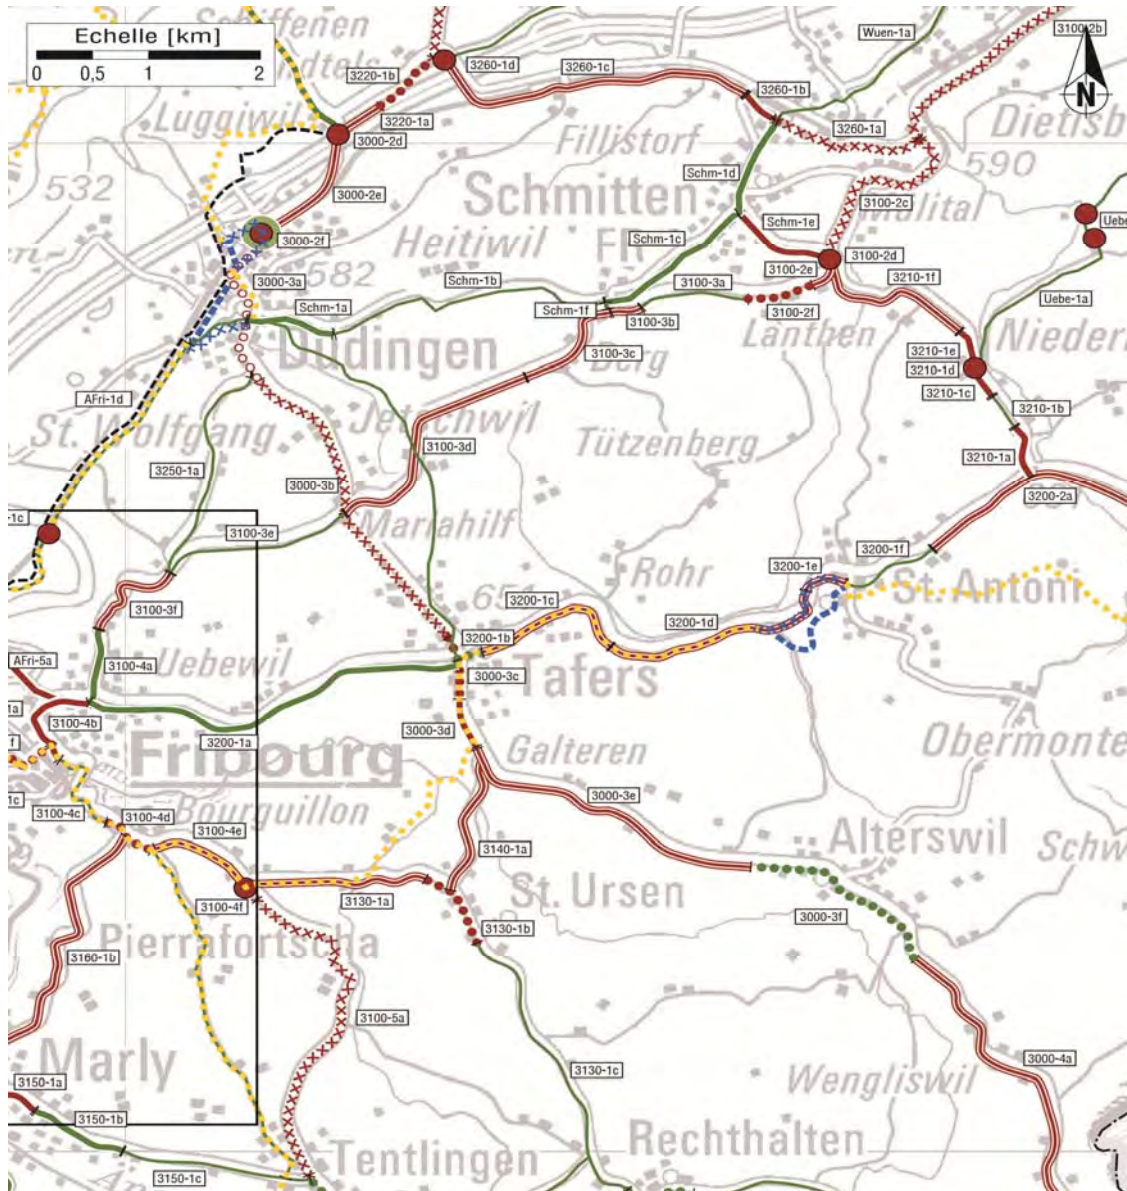 Echelle [km]
0 0,5 1 2
Schiffenen
3220-1b
3260-1d
3260-1c
Wuen-1a
3100-2b
N
Luggiwil
3220-1a
3000-2d
3260-1b
3260-1a
Fillistorf
590
532
3000-2e
Schmitten
Schm-1d
3100-2c
Schm-1e
3000-2f
Heitiwil
582
Schm-1c
3100-2d
3100-2e
3000-3a
Schm-1b
3100-3a
3210-1f
Uebe-1a
Schm-1a
Schm-1f
3100-3b
3100-2f
Lanthen
Düdingen
3100-3c
Berg
3210-1e
3210-1d
3210-1c
AFri-1d
Jetschwil
3210-1b
St. Wolfgang
3100-3d
Tützenberg
3210-1a
3250-1a
3000-3b
3200-2a
-1c
3100-3e
Mariahilf
3200-1f
Rohr
3200-1e
3100-3f
3200-1c
St. Antoni
3200-1b
3200-1d
AFri-5a
3100-4a
Uebewil
3000-3c
Tafers
1a
3100-4b
3200-1a
3000-3d
Galteren
Fribourg
3000-3e
-1c
3100-4c
3100-4d
Bourguillon
3100-4e
Alterswil
3140-1a
3100-4f
3130-1a
St. Ursen
3000-3f
3130-1b
Pierrafortscha
3160-1b
3100-5a
Marly
3000-4a
3130-1c
Wengliswil
3150-1a
3150-1b
Rechthalten
Tentlingen
3150-1c